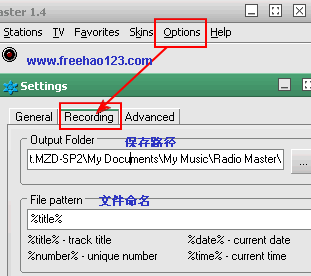 aster 1.4
Stations TV Favorites Skins Options Help
www.freehao123.com
Settings
General Recording Advanced
Output Folder 保存路径
t.MZD-SP2\My Documents\My Music\Radio Master\
...
File pattern 文件命名
%title%
%title% - track title %date% - current date
%number% - unique number %time% - current time